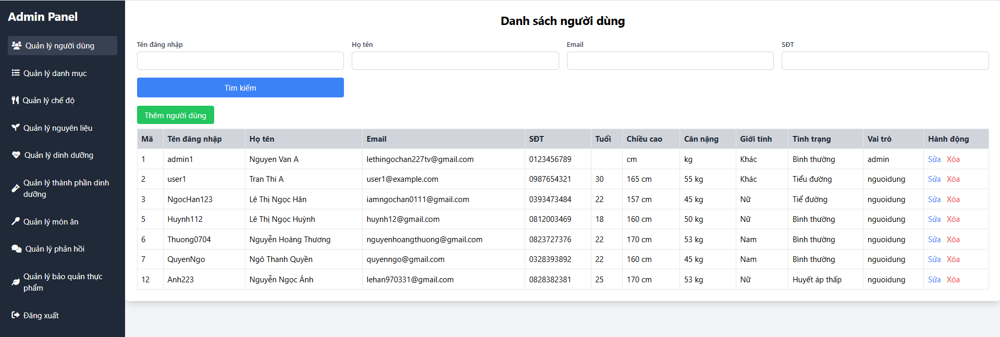 Admin Panel
Quản lý người dùng
Quản lý danh mục
Quản lý chế độ
Quản lý nguyên liệu
Quản lý dinh dưỡng
Quản lý thành phần dinh
dưỡng
Quản lý món ăn
Quản lý phản hồi
Quản lý bảo quản thực
phẩm
Đăng xuất
Danh sách người dùng
Tên đăng nhập Họ tên Email SĐT
Tìm kiếm
Thêm người dùng
Mã Tên đăng nhập Họ tên Email SĐT Tuổi Chiều cao Cân nặng Giới tính Tình trạng Vai trò Hành động
1 admin1 Nguyen Van A lethingochan227tv@gmail.com 0123456789 cm kg Khác Bình thường admin Sửa Xóa
2 user1 Tran Thi A user1@example.com 0987654321 30 165 cm 55 kg Khác Tiểu đường nguoidung Sửa Xóa
3 NgocHan123 Lê Thị Ngọc Hân iamngochan0111@gmail.com 0393473484 22 157 cm 45 kg Nữ Tiể đường nguoidung Sửa Xóa
5 Huynh112 Lê Thị Ngọc Huỳnh huynh12@gmail.com 0812003469 18 160 cm 50 kg Nữ Bình thường nguoidung Sửa Xóa
6 Thuong0704 Nguyễn Hoàng Thương nguyenhoangthuong@gmail.com 0823727376 22 170 cm 53 kg Nam Bình thường nguoidung Sửa Xóa
7 QuyenNgo Ngô Thanh Quyền quyenngo@gmail.com 0328393892 22 160 cm 45 kg Nam Bình thường nguoidung Sửa Xóa
12 Anh223 Nguyễn Ngọc Ánh lehan970331@gmail.com 0828382381 25 170 cm 53 kg Nữ Huyết áp thấp nguoidung Sửa Xóa